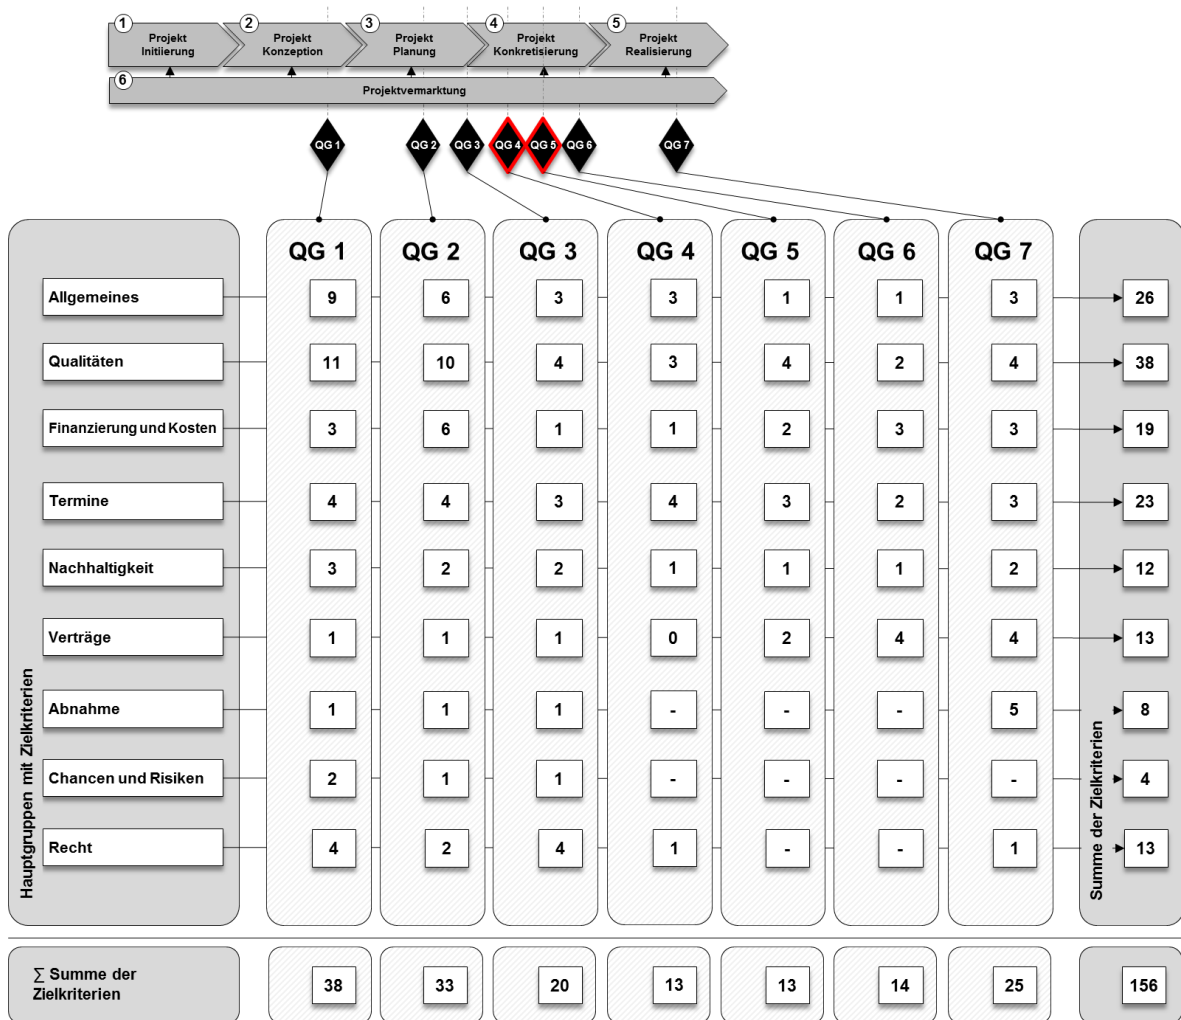 1 2 3 4 5
Projekt Initiierung
Projekt Konzeption
Projekt Planung
Projekt Konkretisierung
Projekt Realisierung
6 Projektvermarktung
QG 1 QG 2 QG 3 QG 4 QG 5 QG 6 QG 7
QG 1 QG 2 QG 3 QG 4 QG 5 QG 6 QG 7
Hauptgruppen mit Zielkriterien
Summe der Zielkriterien
Allgemeines 9 6 3 3 1 1 3 26
Qualitäten 11 10 4 3 4 2 4 38
Finanzierung und Kosten 3 6 1 1 2 3 3 19
Termine 4 4 3 4 3 2 3 23
Nachhaltigkeit 3 2 2 1 1 1 2 12
Verträge 1 1 1 0 2 4 4 13
Abnahme 1 1 1 - - - 5 8
Chancen und Risiken 2 1 1 - - - - 4
Recht 4 2 4 1 - - 1 13
∑ Summe der
Zielkriterien 38 33 20 13 13 14 25 156